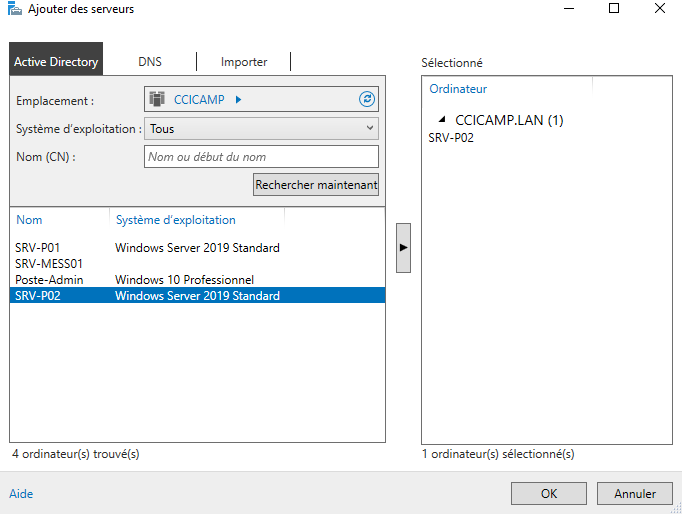 Ajouter des serveurs
Active Directory
DNS
Importer
Emplacement :
CCICAMP
Système d'exploitation :
Tous
Nom (CN) :
Nom ou début du nom
Rechercher maintenant
Nom
Système d'exploitation
SRV-P01
Windows Server 2019 Standard
SRV-MESS01
Poste-Admin
Windows 10 Professionnel
SRV-P02
Windows Server 2019 Standard
4 ordinateur(s) trouvé(s)
Sélectionné
Ordinateur
CCICAMP.LAN (1)
SRV-P02
1 ordinateur(s) sélectionné(s)
Aide
OK
Annuler